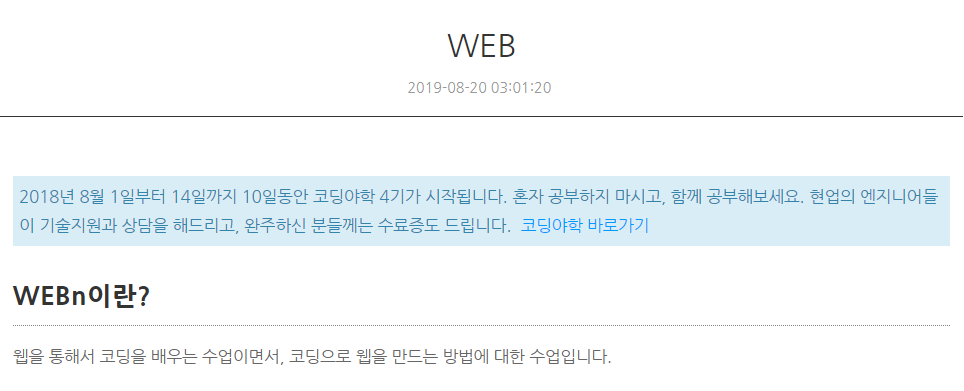 WEB
2019-08-20 03:01:20
2018년 8월 1일부터 14일까지 10일동안 코딩야학 4기가 시작됩니다. 혼자 공부하지 마시고, 함께 공부해보세요. 현업의 엔지니어들
이 기술지원과 상담을 해드리고, 완주하신 분들께는 수료증도 드립니다. 코딩야학 바로가기
WEBn이란?
웹을 통해서 코딩을 배우는 수업이면서, 코딩으로 웹을 만드는 방법에 대한 수업입니다.